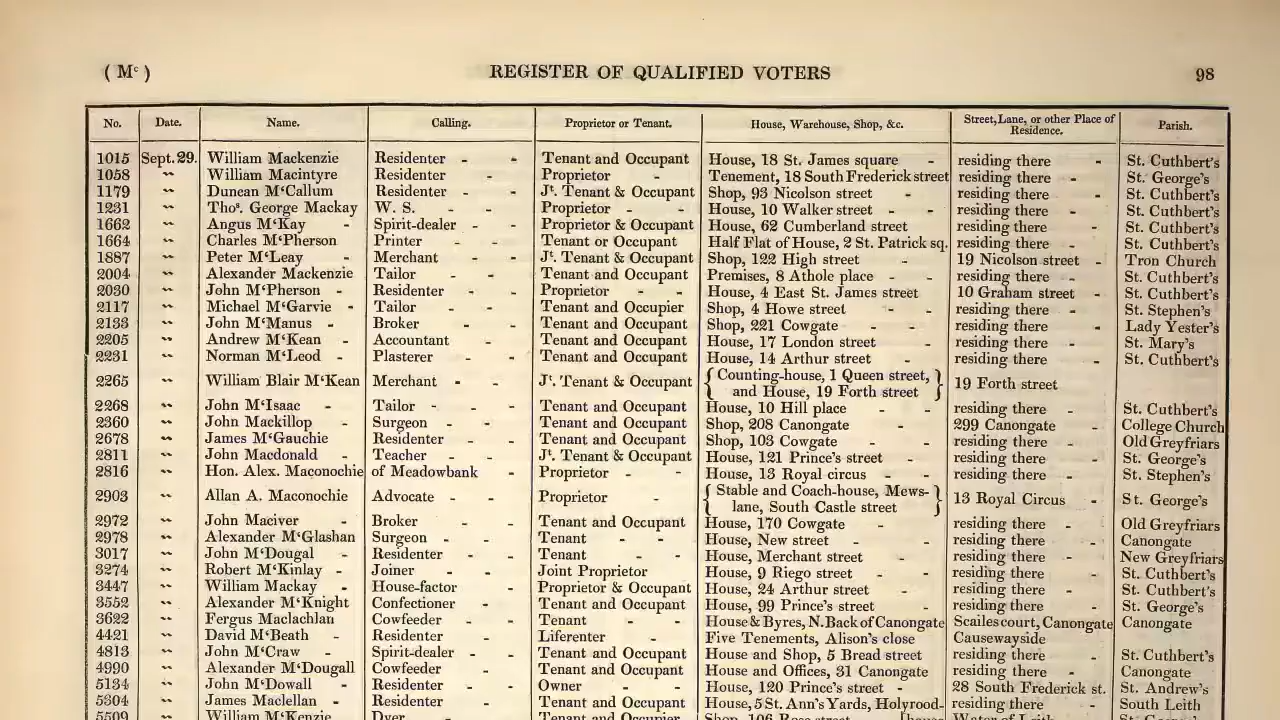 ( Mᶜ ) REGISTER OF QUALIFIED VOTERS 98
No. Date. Name. Calling. Proprietor or Tenant. House, Warehouse, Shop, &c. Street, Lane, or other Place of Residence. Parish.
1015 Sept. 29. William Mackenzie Residenter - - Tenant and Occupant House, 18 St. James square - residing there - St. Cuthbert's
1058 „ William Macintyre Residenter - - Proprietor - Tenement, 18 South Frederick street residing there - St. George's
1179 „ Dunean M‘Callum Residenter - - Jᵗ. Tenant & Occupant Shop, 93 Nicolson street - residing there - St. Cuthbert's
1231 „ Thoˢ. George Mackay W. S. - - Proprietor - - House, 10 Walker street - - residing there - St. Cuthbert's
1662 „ Angus M‘Kay - Spirit-dealer - - Proprietor & Occupant House, 62 Cumberland street residing there - St. Cuthbert's
1664 „ Charles M‘Pherson Printer - - Tenant or Occupant Half Flat of House, 2 St. Patrick sq. residing there - St. Cuthbert's
1887 „ Peter M‘Leay - Merchant - - Jᵗ. Tenant & Occupant Shop, 122 High street - 19 Nicolson street - Tron Church
2004 „ Alexander Mackenzie Tailor - - Tenant and Occupant Premises, 8 Athole place - residing there - St. Cuthbert's
2030 „ John M‘Pherson - Residenter - - Proprietor - - House, 4 East St. James street 10 Graham street - St. Cuthbert's
2117 „ Michael M‘Garvie - Tailor - - Tenant and Occupier Shop, 4 Howe street - - residing there - St. Stephen's
2133 „ John M‘Manus - Broker - - Tenant and Occupant Shop, 221 Cowgate - - residing there - Lady Yester's
2205 „ Andrew M‘Kean - Accountant - Tenant and Occupant House, 17 London street - residing there - St. Mary's
2231 „ Norman M‘Leod - Plasterer - - Tenant and Occupant House, 14 Arthur street - residing there - St. Cuthbert's
2265 „ William Blair M‘Kean Merchant - - Jᵗ. Tenant & Occupant { Counting-house, 1 Queen street, and House, 19 Forth street } 19 Forth street
2268 „ John M‘Isaac - Tailor - - Tenant and Occupant House, 10 Hill place - residing there - St. Cuthbert's
2360 „ John Mackillop - Surgeon - - Tenant and Occupant Shop, 208 Canongate - 299 Canongate - College Church
2678 „ James M‘Gauchie Residenter - Tenant and Occupant Shop, 103 Cowgate - - residing there - Old Greyfriars
2811 „ John Macdonald - Teacher - - Jᵗ. Tenant & Occupant House, 121 Prince's street - residing there - St. George's
2816 „ Hon. Alex. Maconochie of Meadowbank - Proprietor - - House, 13 Royal circus - residing there - St. Stephen's
2903 „ Allan A. Maconochie Advocate - - Proprietor - { Stable and Coach-house, Mews-lane, South Castle street } 13 Royal Circus - St. George's
2972 „ John Maciver - Broker - - Tenant and Occupant House, 170 Cowgate - residing there - Old Greyfriars
2978 „ Alexander M‘Glashan Surgeon - - Tenant - - House, New street - residing there - Canongate
3017 „ John M‘Dougal - Residenter - Tenant - - House, Merchant street - residing there - New Greyfriars
3274 „ Robert M‘Kinlay - Joiner - - Joint Proprietor House, 9 Riego street - - residing there - St. Cuthbert's
3447 „ William Mackay - House-factor - Proprietor & Occupant House, 24 Arthur street - residing there - St. Cuthbert's
3552 „ Alexander M‘Knight Confectioner - Tenant and Occupant House, 99 Prince's street - residing there - St. George's
3622 „ Fergus Maclachlan Cowfeeder - Tenant - - House & Byres, N. Back of Canongate Scailes court, Canongate Canongate
4421 „ David M‘Beath - Residenter - Liferenter - Five Tenements, Alison's close Causewayside
4813 „ John M‘Craw - Spirit-dealer - - Tenant and Occupant House and Shop, 5 Bread street residing there - St. Cuthbert's
4990 „ Alexander M‘Dougall Cowfeeder - Tenant and Occupant House and Offices, 31 Canongate residing there - Canongate
5134 „ John M‘Dowall - Residenter - Owner - - House, 120 Prince's street - 28 South Frederick st. St. Andrew's
5304 „ James Maclellan Residenter - Tenant and Occupant House, 5 St. Ann's Yards, Holyrood- residing there - South Leith
5509 „ William M‘Kenzie Dyer Tenant and Occupier Shop, 106 Rose street [house Water of Leith